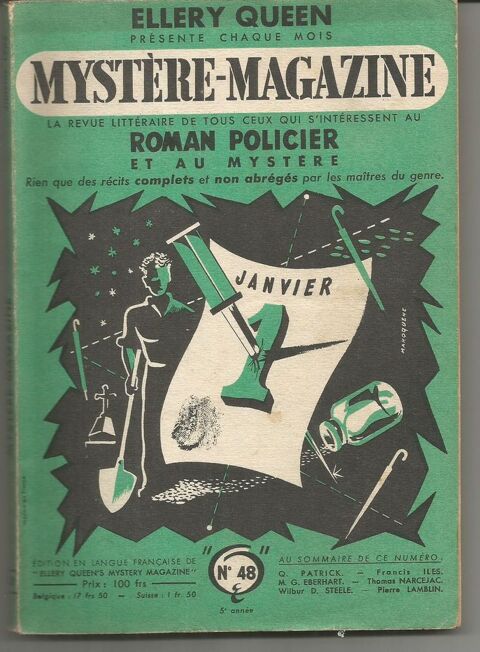 ELLERY QUEEN
PRÉSENTE CHAQUE MOIS
MYSTÈRE-MAGAZINE
LA REVUE LITTÉRAIRE DE TOUS CEUX QUI S'INTÉRESSENT AU
ROMAN POLICIER
ET AU MYSTÈRE
Rien que des récits complets et non abrégés par les maîtres du genre.
JANVIER
1
MAROQUÈNE
ÉDITION EN LANGUE FRANÇAISE DE
"ELLERY QUEEN'S MYSTERY MAGAZINE"
Prix : 100 frs
Belgique : 17 frs 50 — Suisse : 1 fr. 50
"N° 48"
5e année
AU SOMMAIRE DE CE NUMÉRO.
Q. PATRICK. — Francis ILES.
M. G. EBERHART. — Thomas NARCEJAC.
Wilbur D. STEELE. — Pierre LAMBLIN.